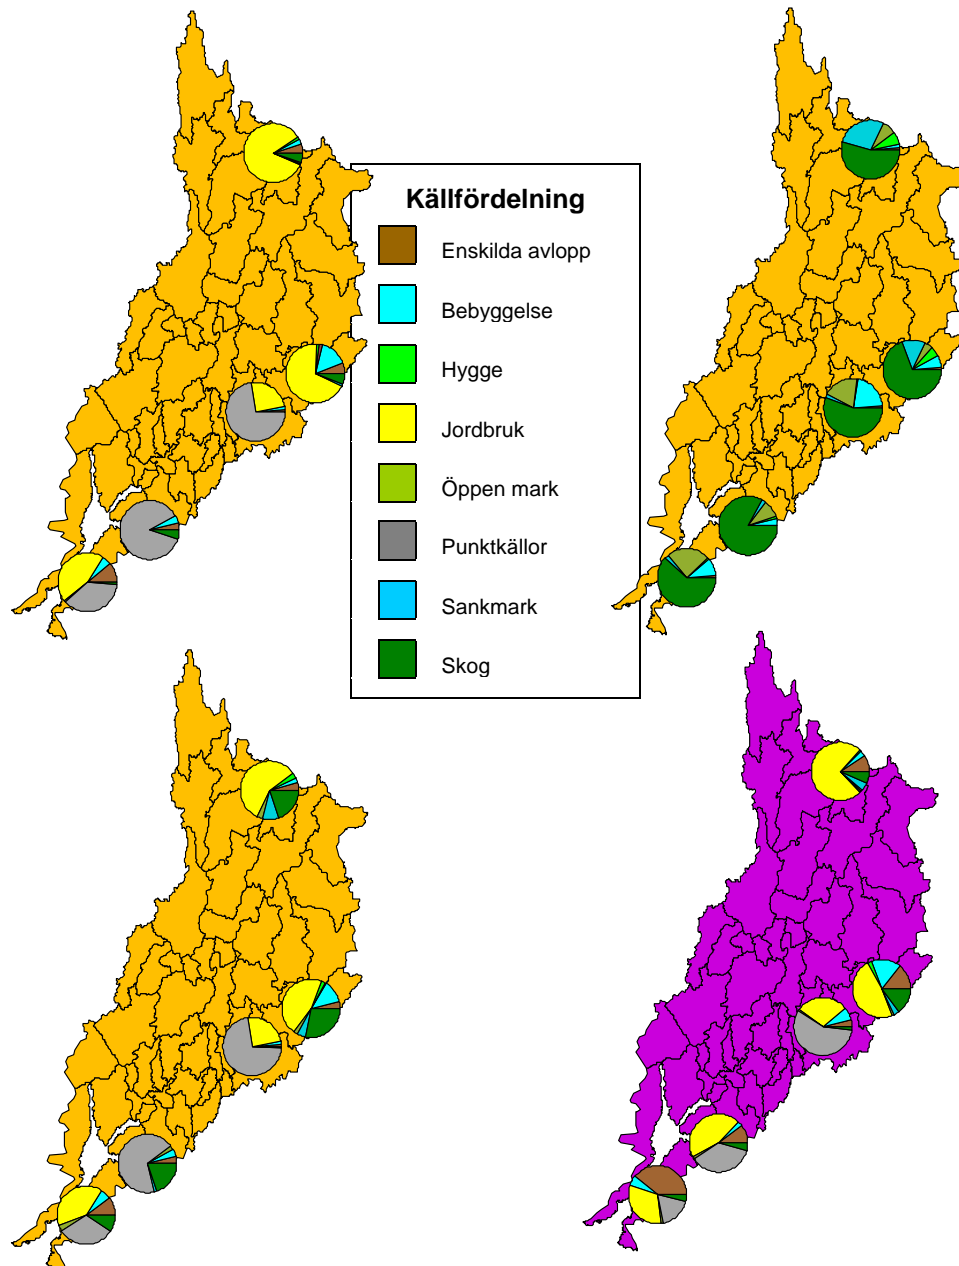 Källfördelning
Enskilda avlopp
Bebyggelse
Hygge
Jordbruk
Öppen mark
Punktkällor
Sankmark
Skog